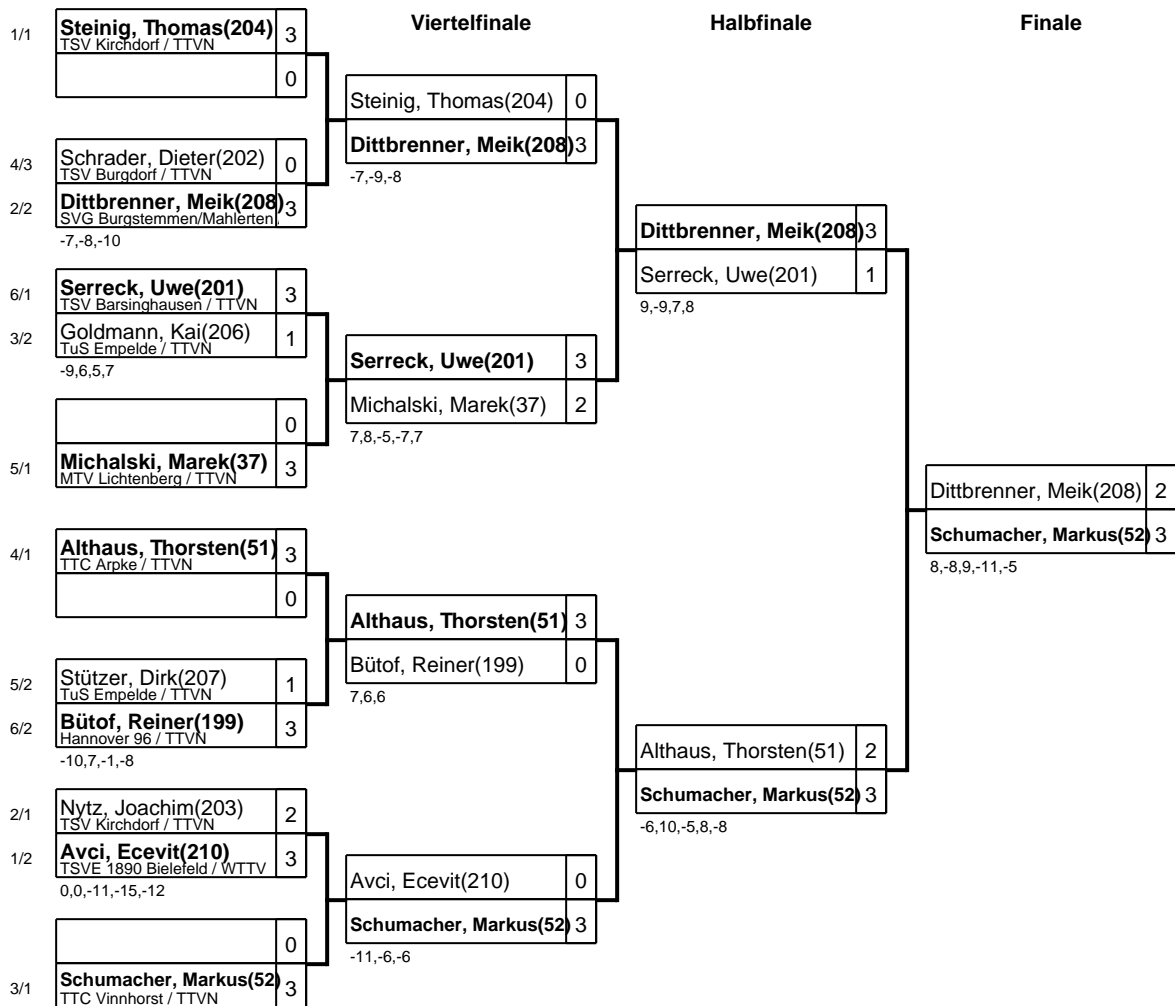 Viertelfinale
Halbfinale
Finale
1/1
Steinig, Thomas(204) 3
TSV Kirchdorf / TTVN
0
4/3
Schrader, Dieter(202) 0
TSV Burgdorf / TTVN
2/2
Dittbrenner, Meik(208) 3
SVG Burgstemmen/Mahlerten /
-7,-8,-10
6/1
Serreck, Uwe(201) 3
TSV Barsinghausen / TTVN
3/2
Goldmann, Kai(206) 1
TuS Empelde / TTVN
-9,6,5,7
0
5/1
Michalski, Marek(37) 3
MTV Lichtenberg / TTVN
4/1
Althaus, Thorsten(51) 3
TTC Arpke / TTVN
0
5/2
Stützer, Dirk(207) 1
TuS Empelde / TTVN
6/2
Bütof, Reiner(199) 3
Hannover 96 / TTVN
-10,7,-1,-8
2/1
Nytz, Joachim(203) 2
TSV Kirchdorf / TTVN
1/2
Avci, Ecevit(210) 3
TSVE 1890 Bielefeld / WTTV
0,0,-11,-15,-12
0
3/1
Schumacher, Markus(52) 3
TTC Vinnhorst / TTVN
Steinig, Thomas(204) 0
Dittbrenner, Meik(208) 3
-7,-9,-8
Serreck, Uwe(201) 3
Michalski, Marek(37) 2
7,8,-5,-7,7
Althaus, Thorsten(51) 3
Bütof, Reiner(199) 0
7,6,6
Avci, Ecevit(210) 0
Schumacher, Markus(52) 3
-11,-6,-6
Dittbrenner, Meik(208) 3
Serreck, Uwe(201) 1
9,-9,7,8
Althaus, Thorsten(51) 2
Schumacher, Markus(52) 3
-6,10,-5,8,-8
Dittbrenner, Meik(208) 2
Schumacher, Markus(52) 3
8,-8,9,-11,-5